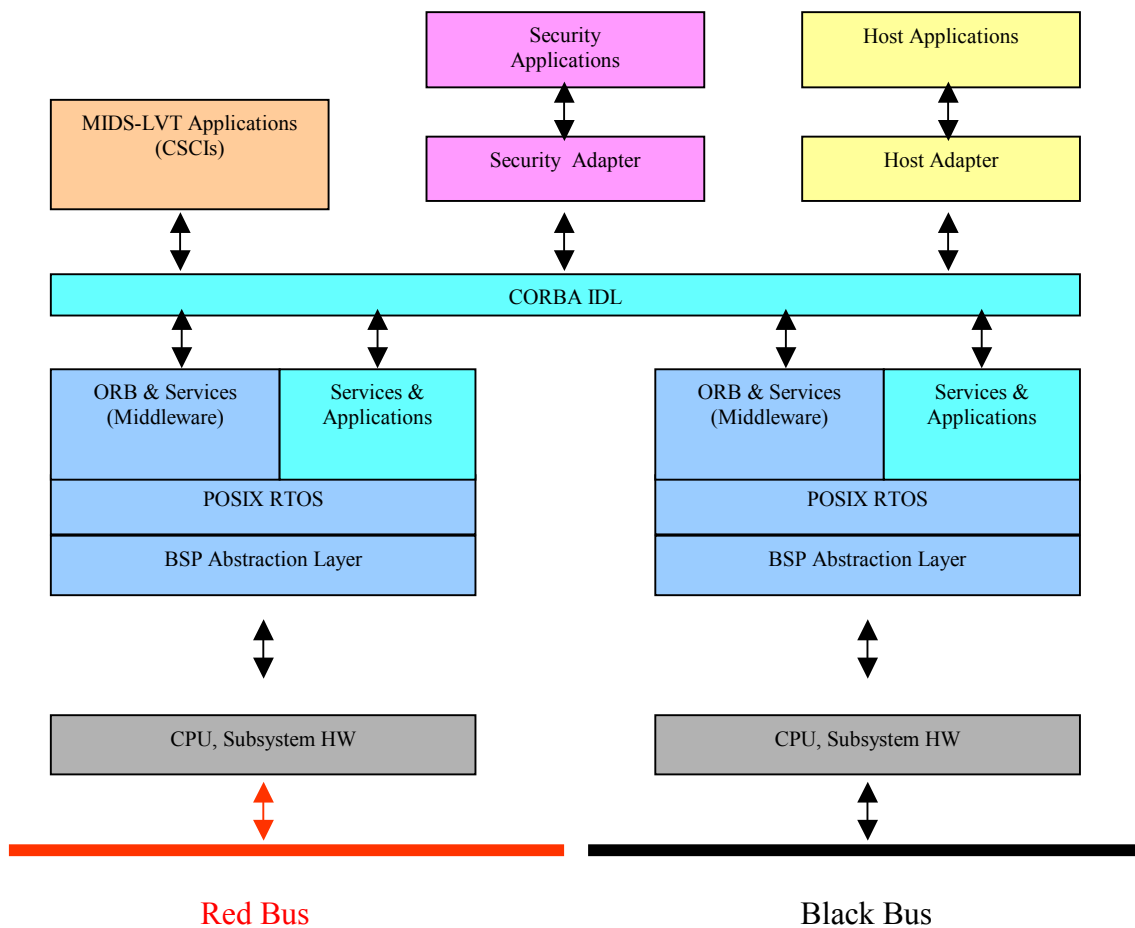 Security
Applications
Host Applications
MIDS-LVT Applications
(CSCIs)
Security Adapter
Host Adapter
CORBA IDL
ORB & Services
(Middleware)
Services &
Applications
ORB & Services
(Middleware)
Services &
Applications
POSIX RTOS
POSIX RTOS
BSP Abstraction Layer
BSP Abstraction Layer
CPU, Subsystem HW
CPU, Subsystem HW
Red Bus
Black Bus